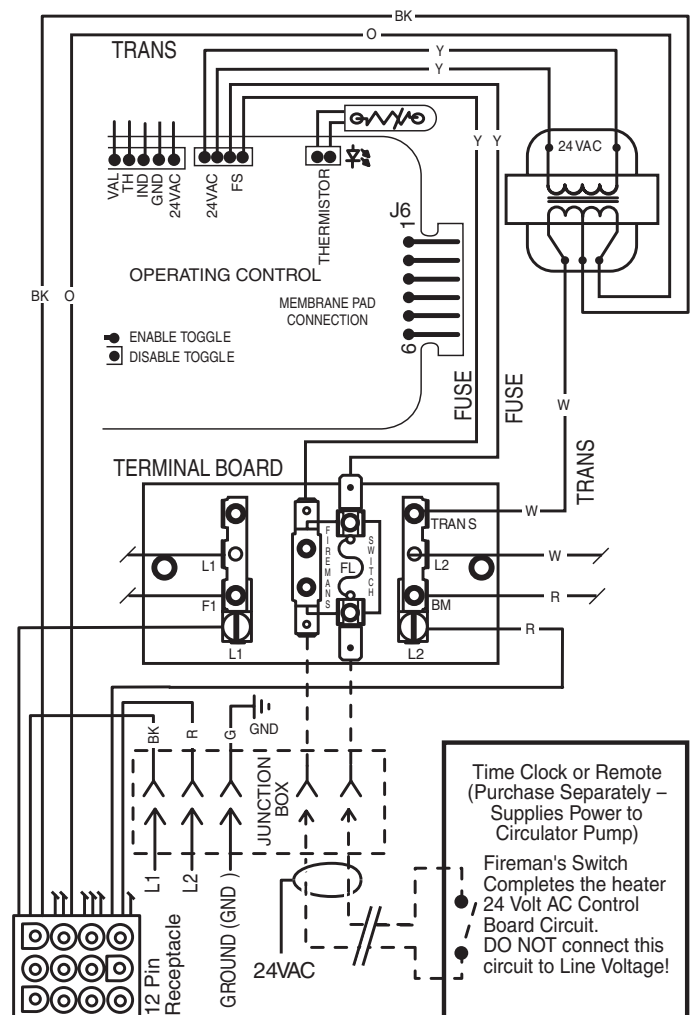 BK
O
TRANS
Y
Y
Y Y
24 VAC
VAL
TH
IND
GND
24VAC
24VAC
FS
THERMISTOR
J6
1
OPERATING CONTROL
MEMBRANE PAD
CONNECTION
BK O
ENABLE TOGGLE
DISABLE TOGGLE
6
FUSE
FUSE
W
TRANS
TERMINAL BOARD
TRANS
W
FIREMANS
SWITCH
FL
L1
L2
W
F1
BM
R
L1
L2
R
BK
R
G
GND
JUNCTION
BOX
L1
L2
GROUND (GND )
24VAC
12 Pin
Receptacle
Time Clock or Remote
(Purchase Separately –
Supplies Power to
Circulator Pump)
Fireman's Switch
Completes the heater
24 Volt AC Control
Board Circuit.
DO NOT connect this
circuit to Line Voltage!